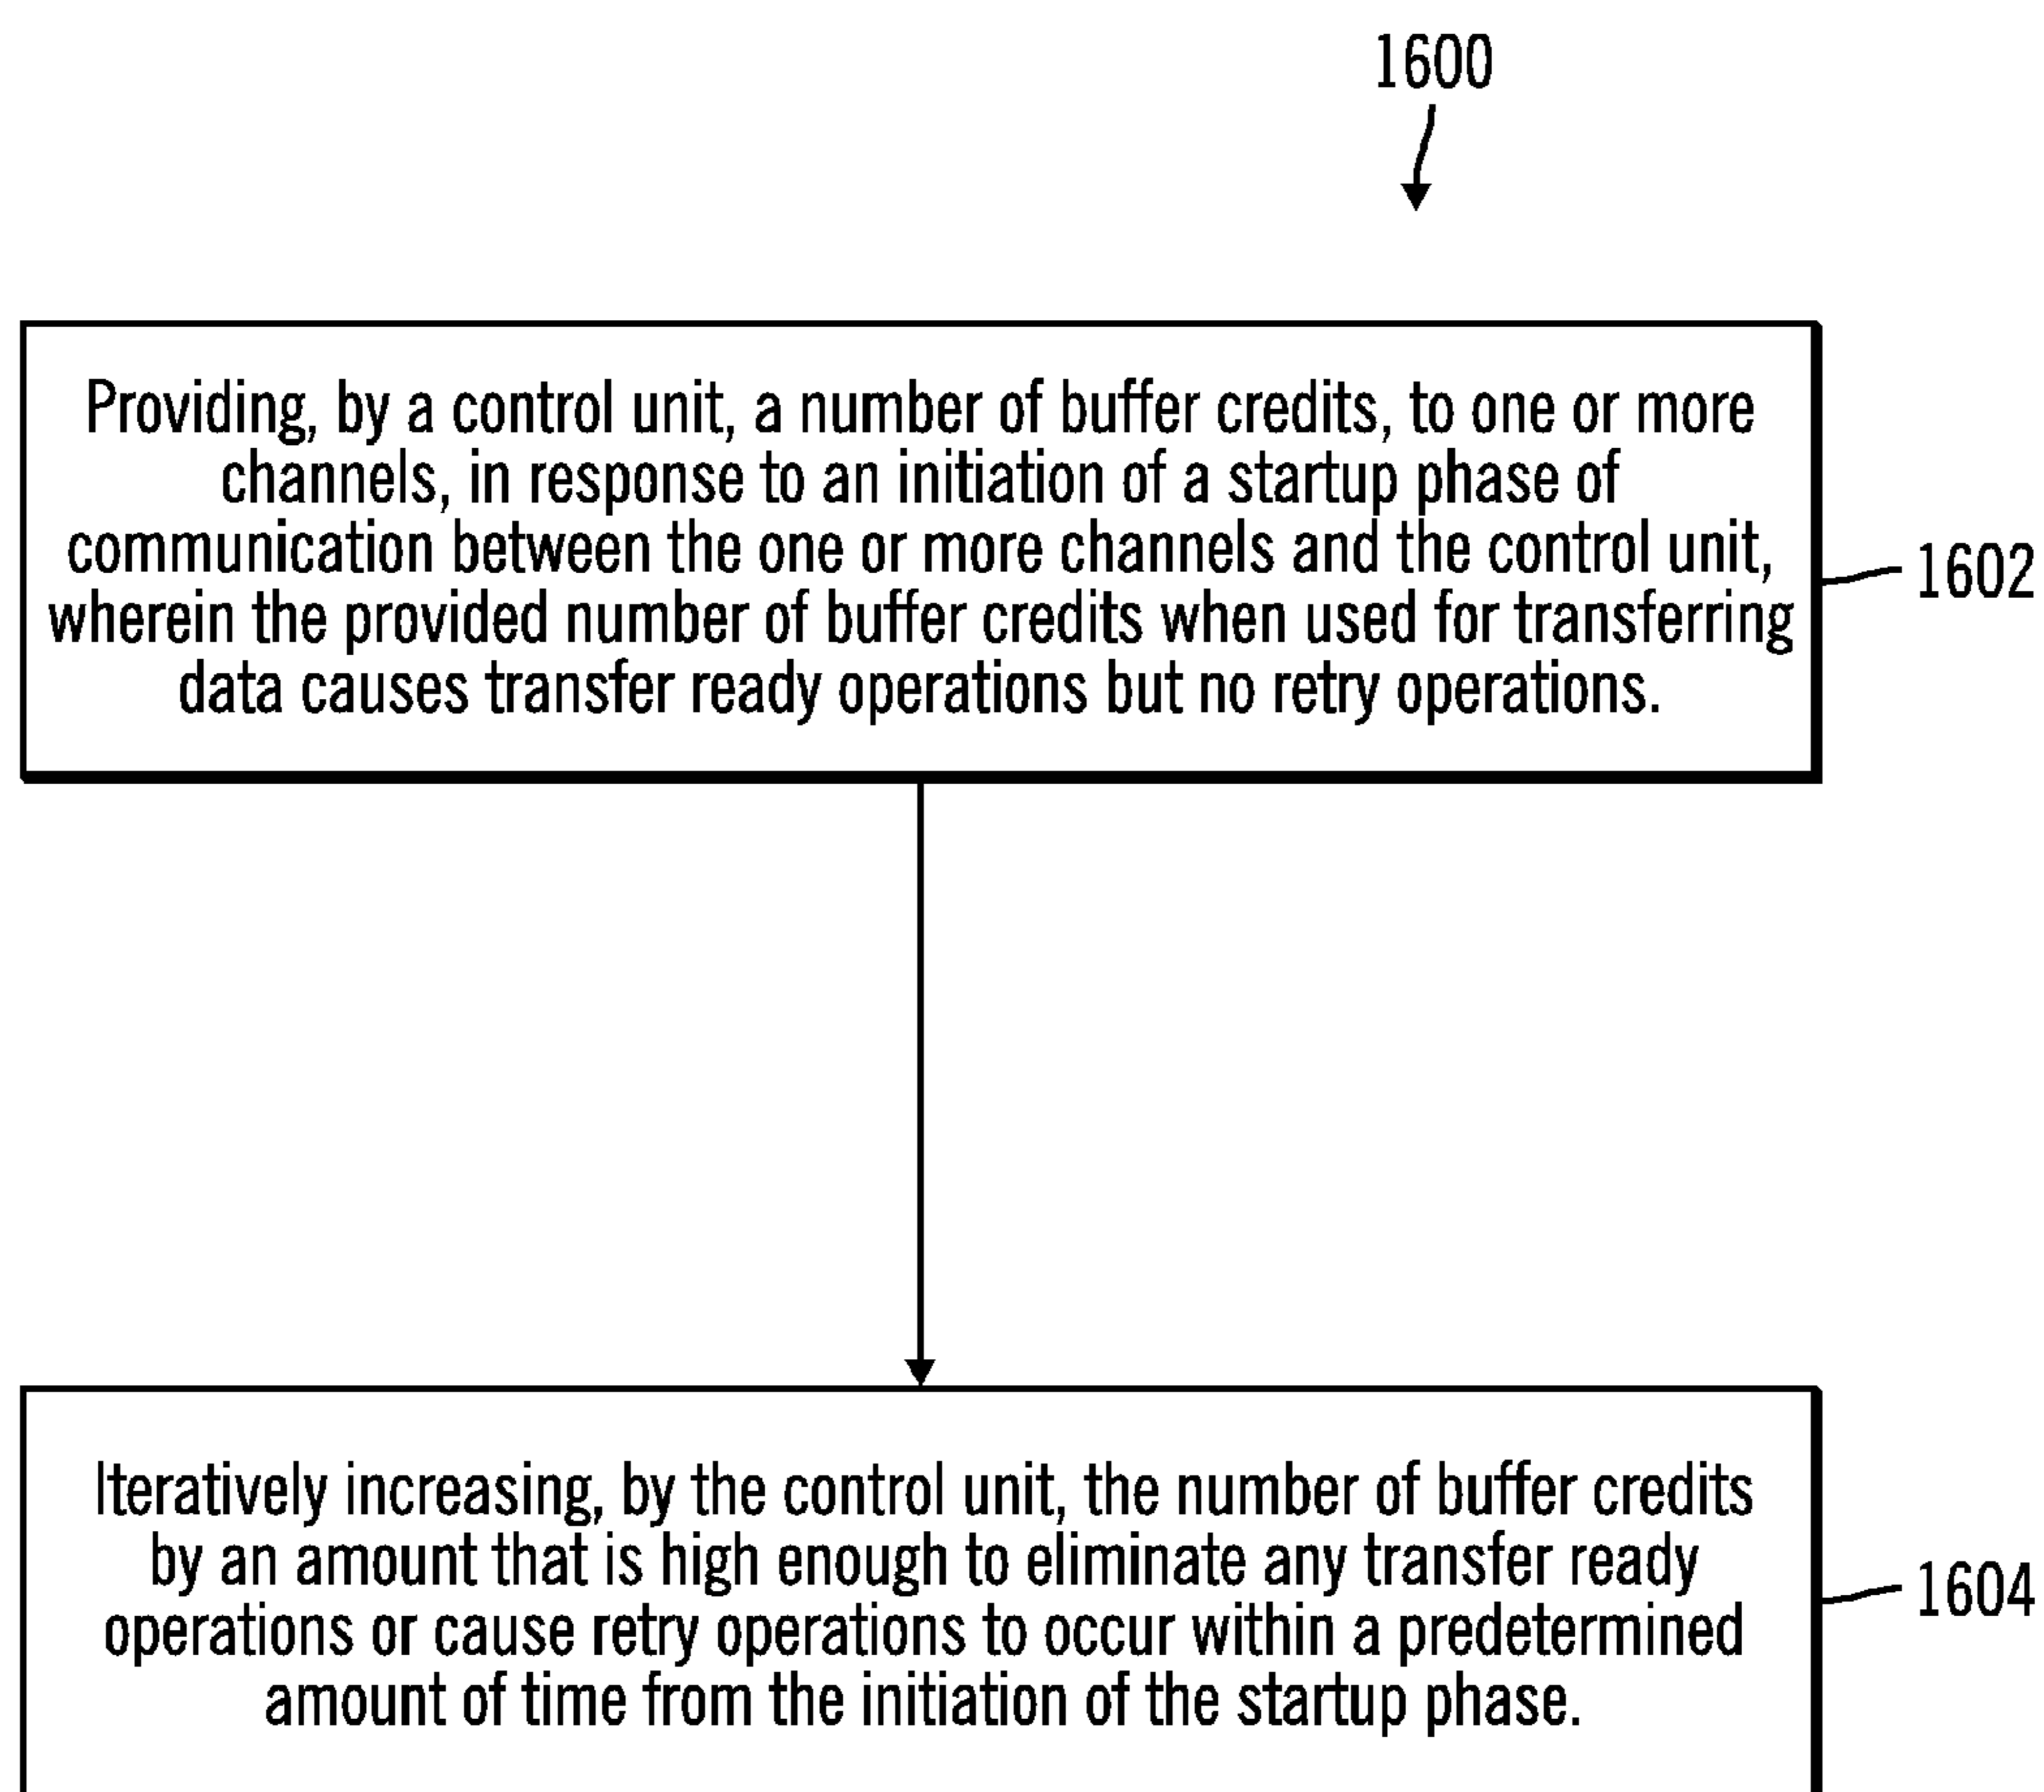 1600
Providing, by a control unit, a number of buffer credits, to one or more
channels, in response to an initiation of a startup phase of
communication between the one or more channels and the control unit,
wherein the provided number of buffer credits when used for transferring
data causes transfer ready operations but no retry operations.
1602
Iteratively increasing, by the control unit, the number of buffer credits
by an amount that is high enough to eliminate any transfer ready
operations or cause retry operations to occur within a predetermined
amount of time from the initiation of the startup phase.
1604